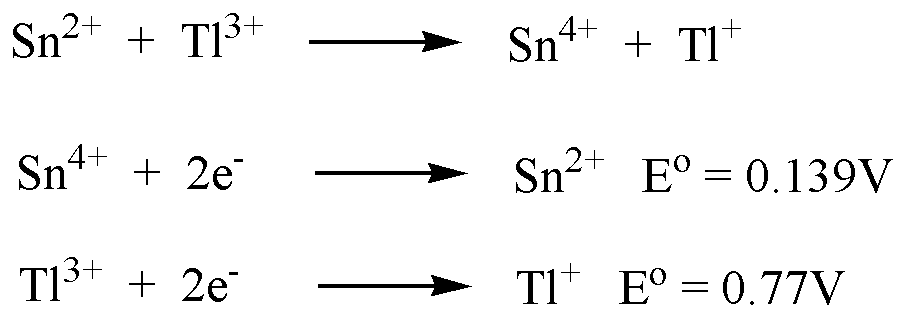 Sn²⁺ + Tl³⁺ ⟶ Sn⁴⁺ + Tl⁺
Sn⁴⁺ + 2e⁻ ⟶ Sn²⁺ Eº = 0.139V
Tl³⁺ + 2e⁻ ⟶ Tl⁺ Eº = 0.77V